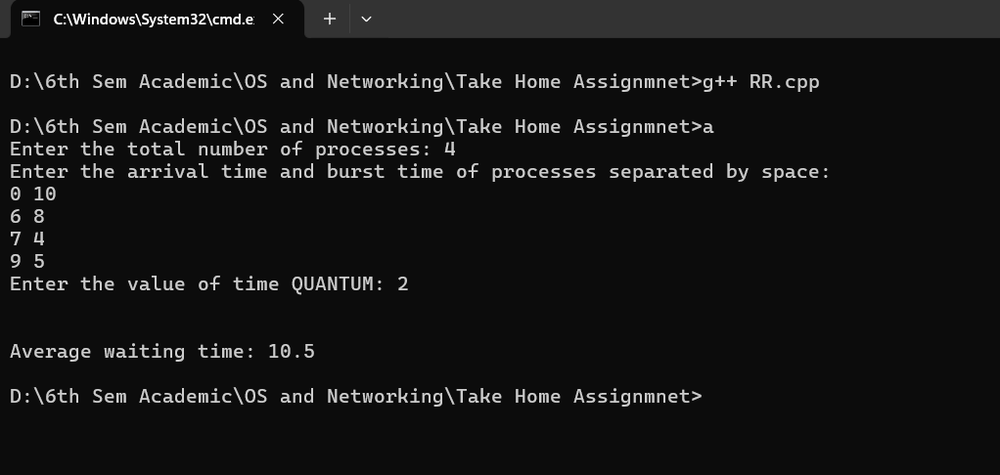 C:\Windows\System32\cmd.e
D:\6th Sem Academic\OS and Networking\Take Home Assignmnet>g++ RR.cpp
D:\6th Sem Academic\OS and Networking\Take Home Assignmnet>a
Enter the total number of processes: 4
Enter the arrival time and burst time of processes separated by space:
0 10
6 8
7 4
9 5
Enter the value of time QUANTUM: 2
Average waiting time: 10.5
D:\6th Sem Academic\OS and Networking\Take Home Assignmnet>